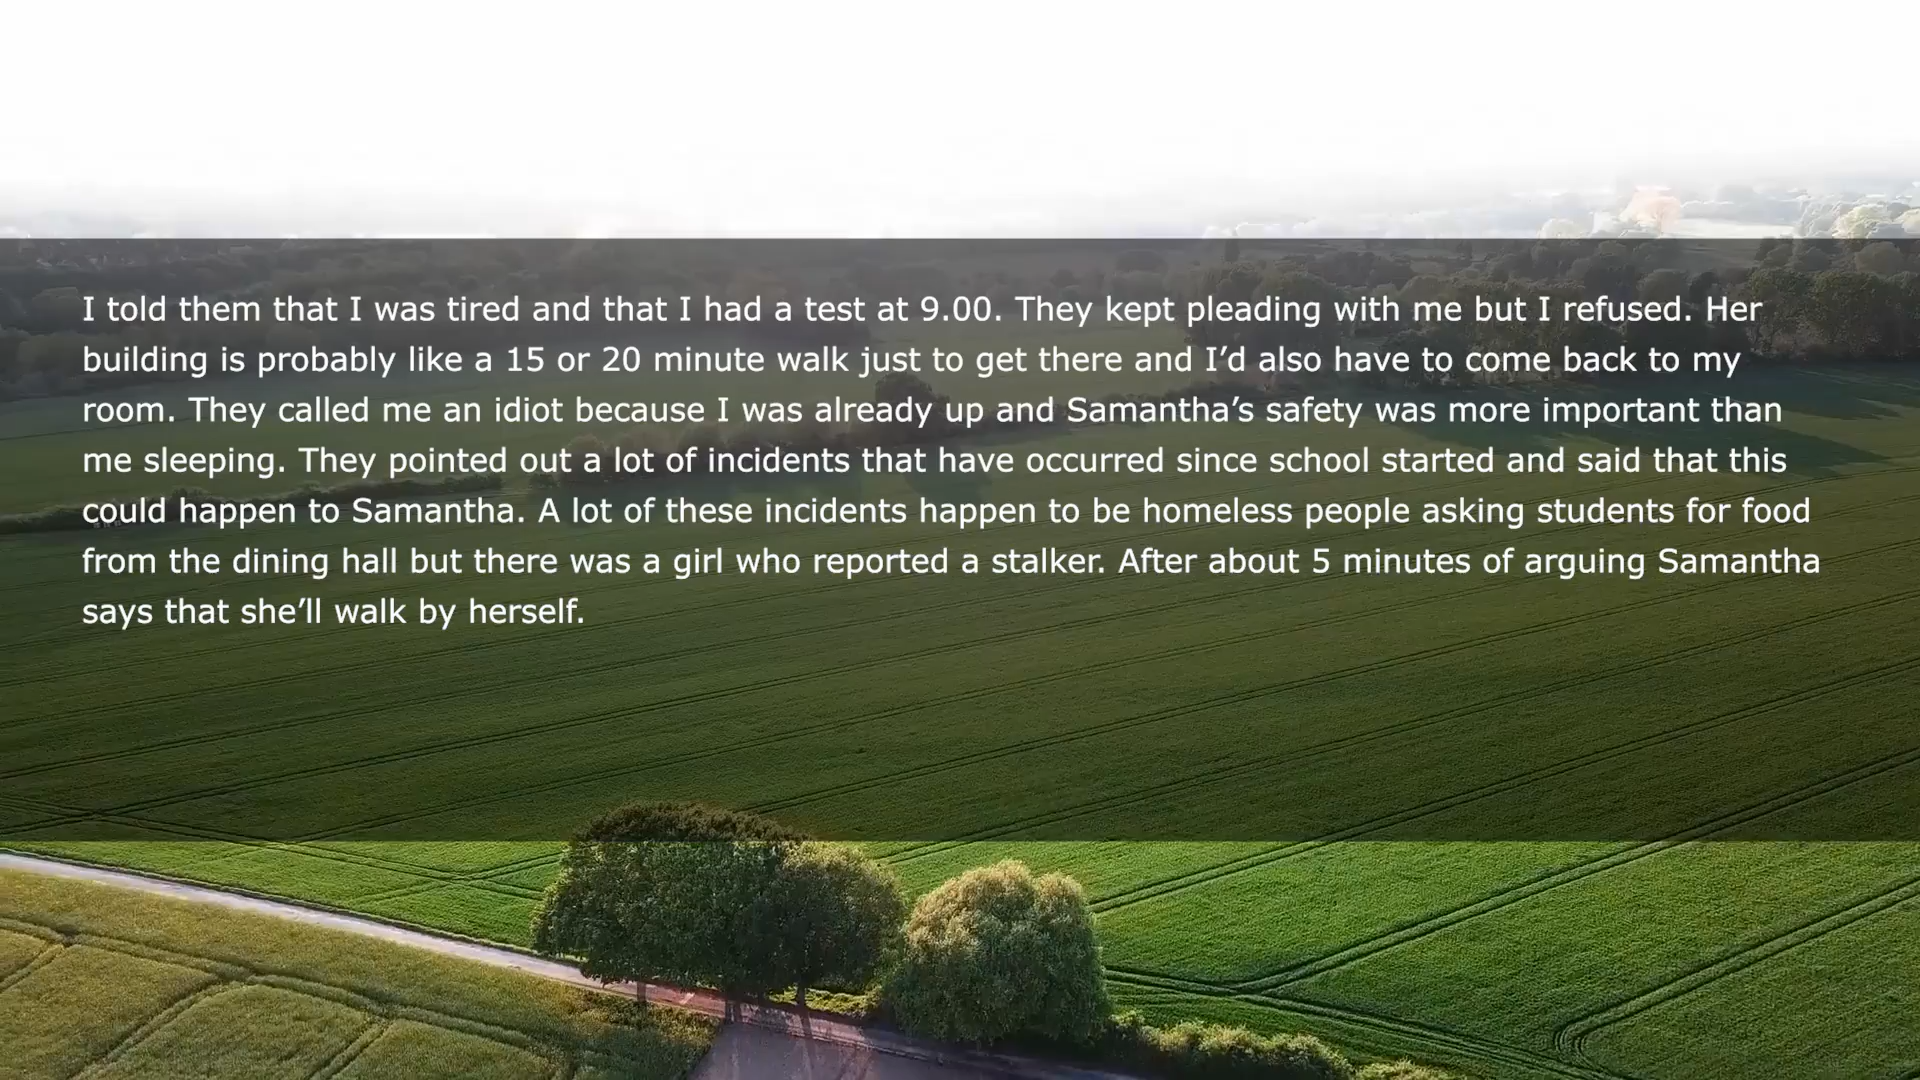 I told them that I was tired and that I had a test at 9.00. They kept pleading with me but I refused. Her
building is probably like a 15 or 20 minute walk just to get there and I’d also have to come back to my
room. They called me an idiot because I was already up and Samantha’s safety was more important than
me sleeping. They pointed out a lot of incidents that have occurred since school started and said that this
could happen to Samantha. A lot of these incidents happen to be homeless people asking students for food
from the dining hall but there was a girl who reported a stalker. After about 5 minutes of arguing Samantha
says that she’ll walk by herself.